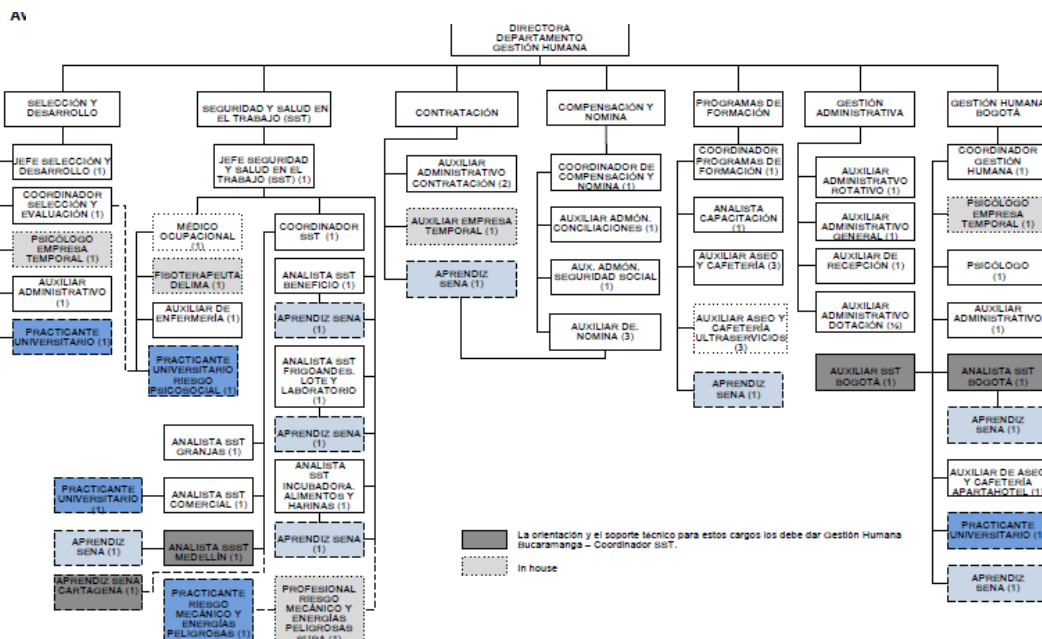 DIRECTORA
DEPARTAMENTO
GESTIÓN HUMANA
SELECCIÓN Y
DESARROLLO
SEGURIDAD Y SALUD EN
EL TRABAJO (SST)
CONTRATACIÓN
COMPENSACIÓN Y
NOMINA
PROGRAMAS DE
FORMACIÓN
GESTIÓN
ADMINISTRATIVA
GESTIÓN HUMANA
BOGOTÁ
JEFE SELECCIÓN Y
DESARROLLO (1)
COORDINADOR
SELECCIÓN Y
EVALUACIÓN (1)
PSICÓLOGO
EMPRESA
TEMPORAL (1)
AUXILIAR
ADMINISTRATIVO
(1)
PRACTICANTE
UNIVERSITARIO (1)
JEFE SEGURIDAD
Y SALUD EN EL
TRABAJO (SST) (1)
MÉDICO
OCUPACIONAL
(1)
FISOTERAPEUTA
DELIMA (1)
AUXILIAR DE
ENFERMERÍA (1)
PRACTICANTE
UNIVERSITARIO
RIESGO
PSICOSOCIAL (1)
COORDINADOR
SST (1)
ANALISTA SST
BENEFICIO (1)
APRENDIZ SENA
(1)
ANALISTA SST
FRIGOANDES.
LOTE Y
LABORATORIO
(1)
APRENDIZ SENA
(1)
ANALISTA
SST
INCUBADORA.
ALIMENTOS Y
HARINAS (1)
APRENDIZ SENA
(1)
PROFESIONAL
RIESGO
MECÁNICO Y
ENERGÍAS
PELIGROSAS
ANALISTA SST
GRANJAS (1)
PRACTICANTE
UNIVERSITARIO
(1)
ANALISTA SST
COMERCIAL (1)
APRENDIZ
SENA (1)
ANALISTA SSST
MEDELLÍN (1)
APRENDIZ SENA
CARTAGENA (1)
PRACTICANTE
RIESGO
MECÁNICO Y
ENERGÍAS
PELIGROSAS (1)
AUXILIAR
ADMINISTRATIVO
CONTRATACIÓN (2)
AUXILIAR EMPRESA
TEMPORAL (1)
APRENDIZ
SENA (1)
COORDINADOR DE
COMPENSACIÓN Y
NOMINA (1)
AUXILIAR ADMÓN.
CONCILIACIONES (1)
AUX. ADMÓN.
SEGURIDAD SOCIAL
(1)
AUXILIAR DE.
NOMINA (3)
COORDINADOR
PROGRAMAS DE
FORMACIÓN (1)
ANALISTA
CAPACITACIÓN
(1)
AUXILIAR ASEO
Y CAFETERÍA (3)
AUXILIAR ASEO Y
CAFETERÍA
ULTRASERVICIOS
(3)
APRENDIZ
SENA (1)
AUXILIAR
ADMINISTRATVO
ROTATIVO (1)
AUXILIAR
ADMINISTRATIVO
GENERAL (1)
AUXILIAR DE
RECEPCIÓN (1)
AUXILIAR
ADMINISTRATIVO
DOTACIÓN (½)
AUXILIAR SST
BOGOTÁ (1)
COORDINADOR
GESTIÓN
HUMANA (1)
PSICÓLOGO
EMPRESA
TEMPORAL (1)
PSICÓLOGO (1)
AUXILIAR
ADMINISTRATIVO
(1)
ANALISTA SST
BOGOTÁ (1)
APRENDIZ
SENA (1)
AUXILIAR DE ASEO
Y CAFETERÍA
APARTAHOTEL (1)
PRACTICANTE
UNIVERSITARIO (1)
APRENDIZ
SENA (1)
La orientación y el soporte técnico para estos cargos los debe dar Gestión Humana
Bucaramanga – Coordinador SST.
In house